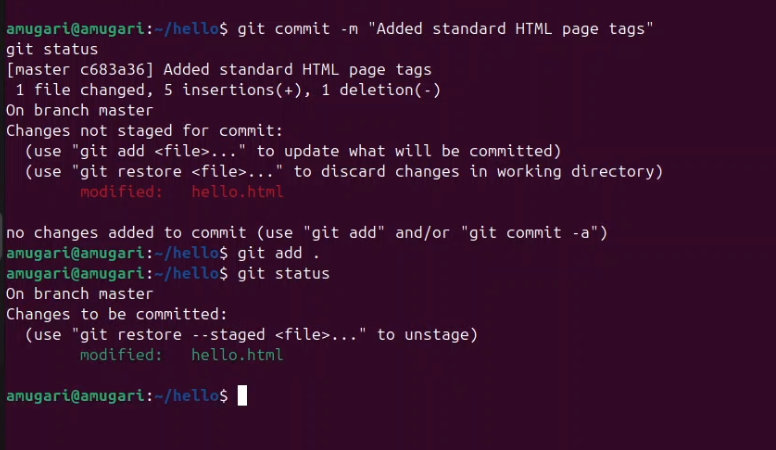 amugari@amugari:~/hello$ git commit -m "Added standard HTML page tags"
git status
[master c683a36] Added standard HTML page tags
 1 file changed, 5 insertions(+), 1 deletion(-)
On branch master
Changes not staged for commit:
  (use "git add <file>..." to update what will be committed)
  (use "git restore <file>..." to discard changes in working directory)
        modified:   hello.html

no changes added to commit (use "git add" and/or "git commit -a")
amugari@amugari:~/hello$ git add .
amugari@amugari:~/hello$ git status
On branch master
Changes to be committed:
  (use "git restore --staged <file>..." to unstage)
        modified:   hello.html

amugari@amugari:~/hello$